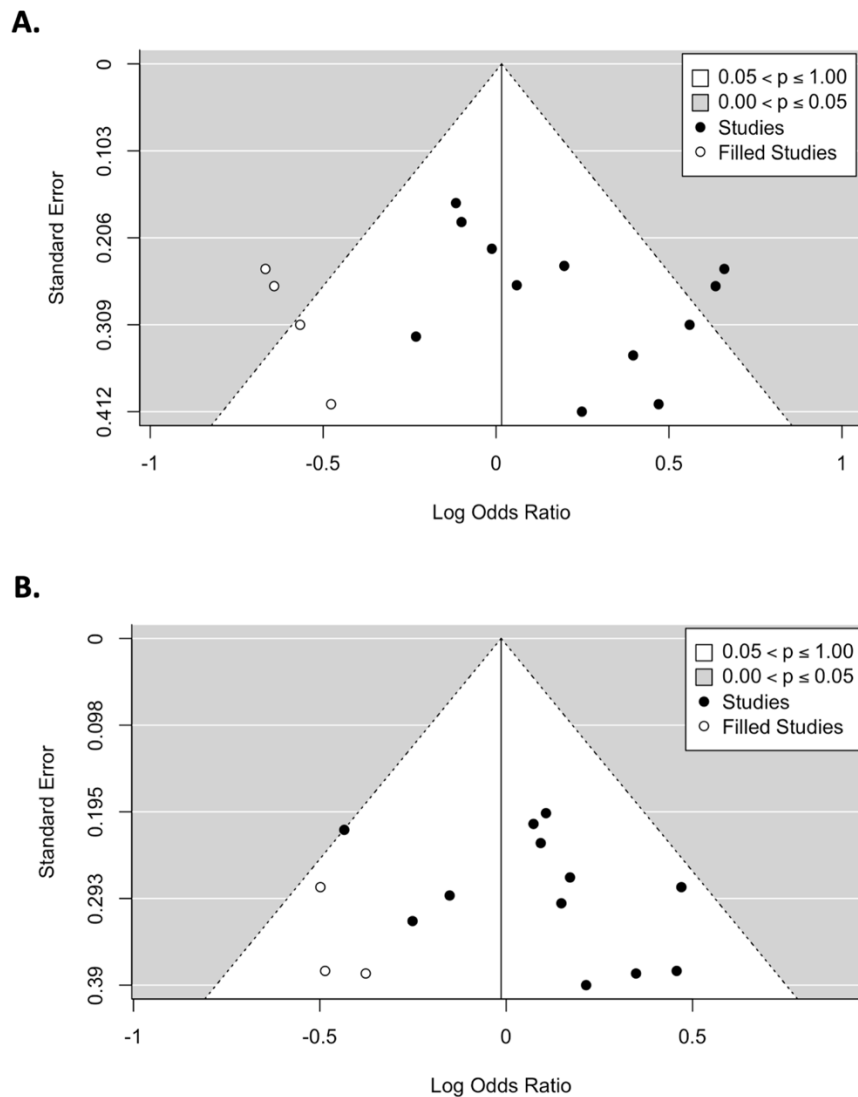 A.
0.05 < p ≤ 1.00
0.00 < p ≤ 0.05
Studies
Filled Studies
Standard Error
0
0.103
0.206
0.309
0.412
-1
-0.5
0
0.5
1
Log Odds Ratio
B.
0.05 < p ≤ 1.00
0.00 < p ≤ 0.05
Studies
Filled Studies
Standard Error
0
0.098
0.195
0.293
0.39
-1
-0.5
0
0.5
Log Odds Ratio